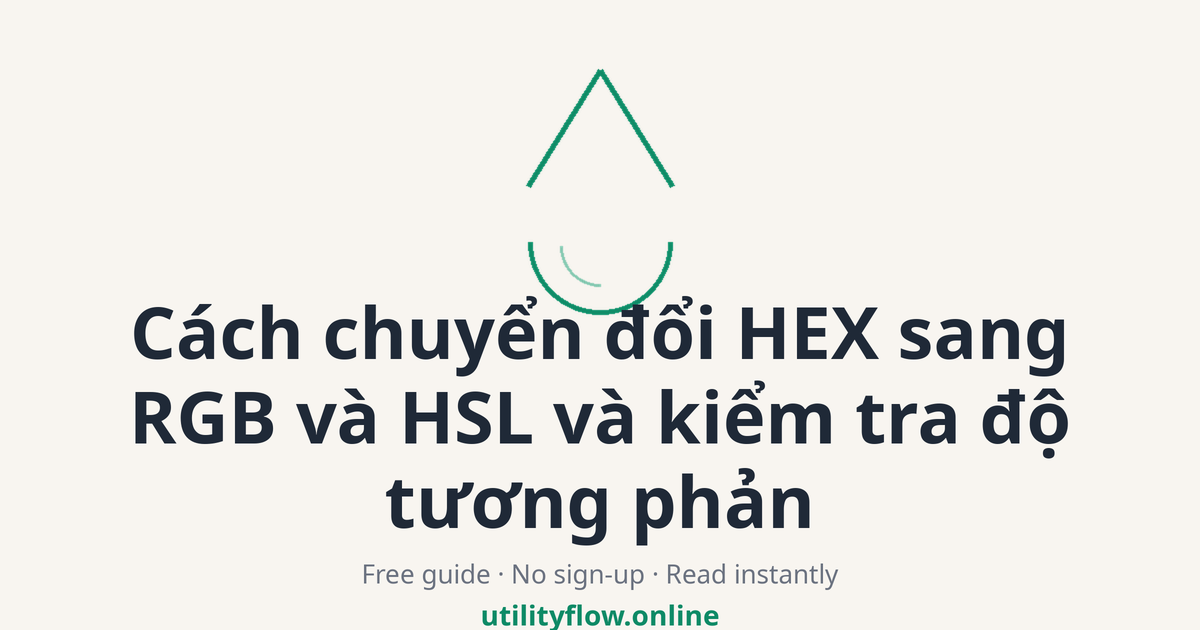 Cách chuyển đổi HEX sang
RGB và HSL và kiểm tra độ
tương phản
Free guide · No sign-up · Read instantly
utilityflow.online